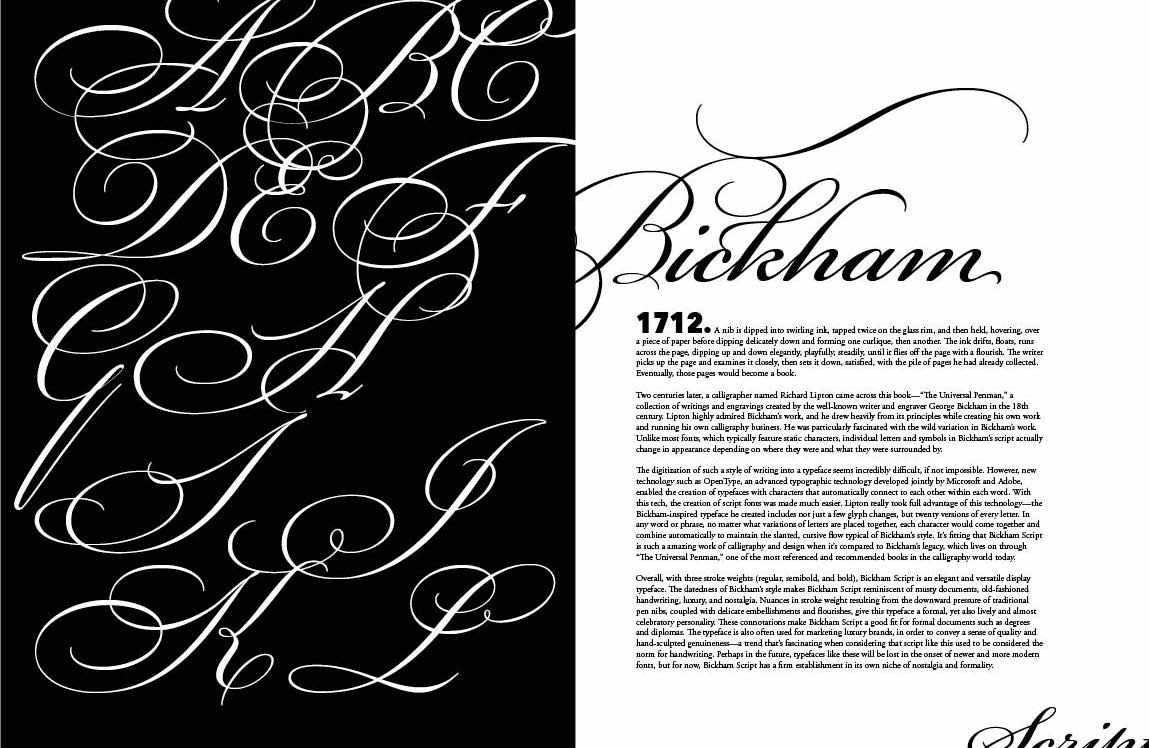 A B C
D E F
G H
I J
K L
Bickham
1712. A nib is dipped into swirling ink, tapped twice on the glass rim, and then held, hovering, over
a piece of paper before dipping delicately down and forming one curlique, then another. The ink drifts, floats, runs
across the page, dipping up and down elegantly, playfully, steadily, until it flies off the page with a flourish. The writer
picks up the page and examines it closely, then sets it down, satisfied, with the pile of pages he had already collected.
Eventually, those pages would become a book.
Two centuries later, a calligrapher named Richard Lipton came across this book—“The Universal Penman,” a
collection of writings and engravings created by the well-known writer and engraver George Bickham in the 18th
century. Lipton highly admired Bickham's work, and he drew heavily from its principles while creating his own work
and running his own calligraphy business. He was particularly fascinated with the wild variation in Bickham's work.
Unlike most fonts, which typically feature static characters, individual letters and symbols in Bickham's script actually
change in appearance depending on where they were and what they were surrounded by.
The digitization of such a style of writing into a typeface seems incredibly difficult, if not impossible. However, new
technology such as OpenType, an advanced typographic technology developed jointly by Microsoft and Adobe,
enabled the creation of typefaces with characters that automatically connect to each other within each word. With
this tech, the creation of script fonts was made much easier. Lipton really took full advantage of this technology—the
Bickham-inspired typeface he created includes not just a few glyph changes, but twenty versions of every letter. In
any word or phrase, no matter what variations of letters are placed together, each character would come together and
combine automatically to maintain the slanted, cursive flow typical of Bickham's style. It's fitting that Bickham Script
is such a amazing work of calligraphy and design when it's compared to Bickham's legacy, which lives on through
“The Universal Penman,” one of the most referenced and recommended books in the calligraphy world today.
Overall, with three stroke weights (regular, semibold, and bold), Bickham Script is an elegant and versatile display
typeface. The datedness of Bickham's style makes Bickham Script reminiscent of musty documents, old-fashioned
handwriting, luxury, and nostalgia. Nuances in stroke weight resulting from the downward pressure of traditional
pen nibs, coupled with delicate embellishments and flourishes, give this typeface a formal, yet also lively and almost
celebratory personality. These connotations make Bickham Script a good fit for formal documents such as degrees
and diplomas. The typeface is also often used for marketing luxury brands, in order to convey a sense of quality and
hand-sculpted genuineness—a trend that's fascinating when considering that script like this used to be considered the
norm for handwriting. Perhaps in the future, typefaces like these will be lost in the onset of newer and more modern
fonts, but for now, Bickham Script has a firm establishment in its own niche of nostalgia and formality.
Script